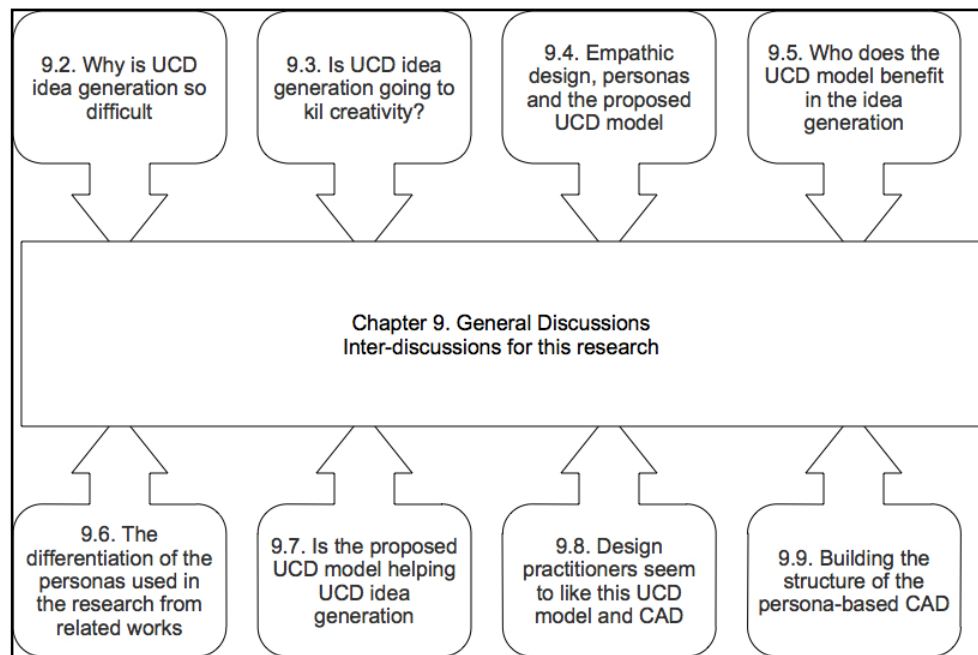 9.2. Why is UCD
idea generation so
difficult
9.3. Is UCD idea
generation going to
kil creativity?
9.4. Empathic
design, personas
and the proposed
UCD model
9.5. Who does the
UCD model benefit
in the idea
generation
Chapter 9. General Discussions
Inter-discussions for this research
9.6. The
differentiation of the
personas used in
the research from
related works
9.7. Is the proposed
UCD model helping
UCD idea
generation
9.8. Design
practitioners seem
to like this UCD
model and CAD
9.9. Building the
structure of the
persona-based CAD